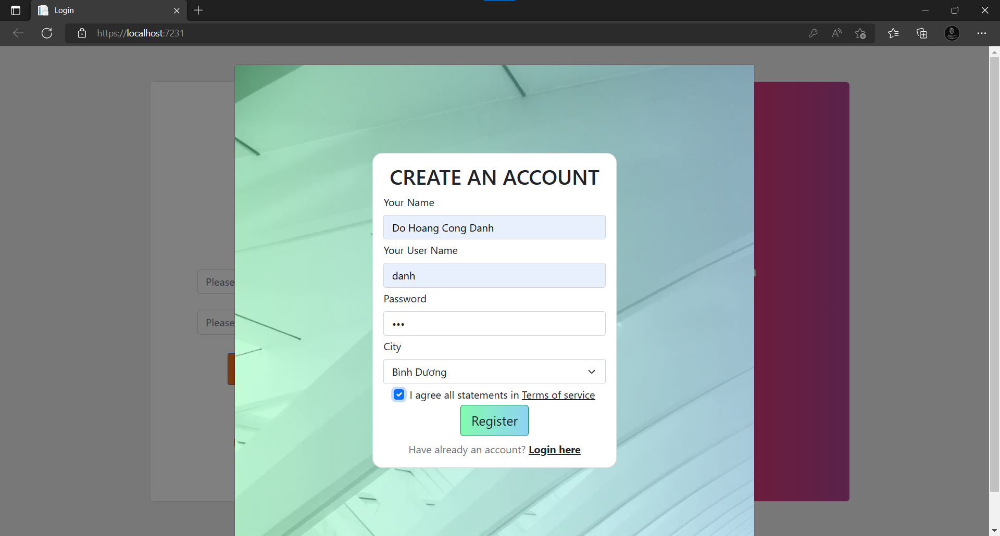 Login
https://localhost:7231
CREATE AN ACCOUNT
Your Name
Do Hoang Cong Danh
Your User Name
danh
Please
Password
Please
•••
City
Bình Dương
I agree all statements in Terms of service
Register
Have already an account? Login here